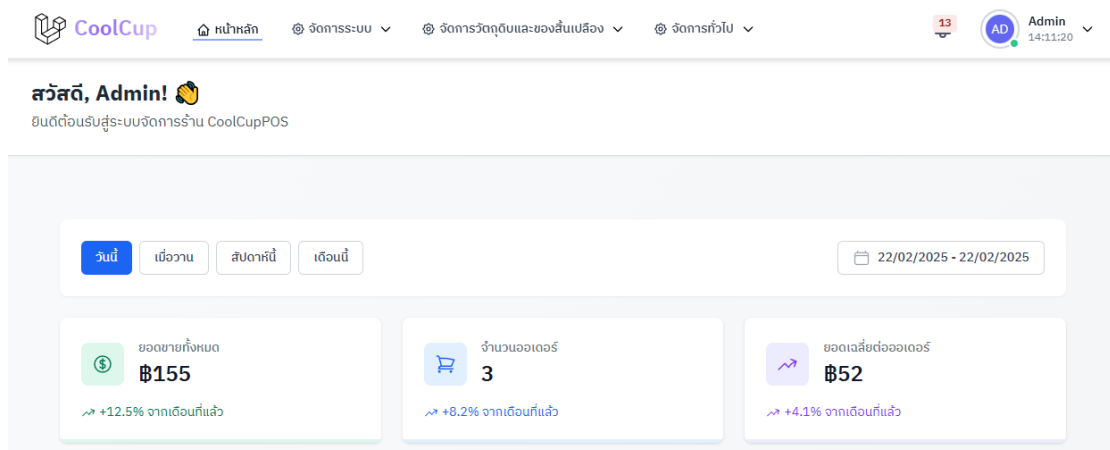 CoolCup หน้าหลัก จัดการระบบ จัดการวัตถุดิบและของสิ้นเปลือง จัดการทั่วไป 13 AD Admin
14:11:20
สวัสดี, Admin! 👋
ยินดีต้อนรับสู่ระบบจัดการร้าน CoolCupPOS
วันนี้ เมื่อวาน สัปดาห์นี้ เดือนนี้ 22/02/2025 - 22/02/2025
ยอดขายทั้งหมด
฿155
+12.5% จากเดือนที่แล้ว
จำนวนออเดอร์
3
+8.2% จากเดือนที่แล้ว
ยอดเฉลี่ยต่อออเดอร์
฿52
+4.1% จากเดือนที่แล้ว